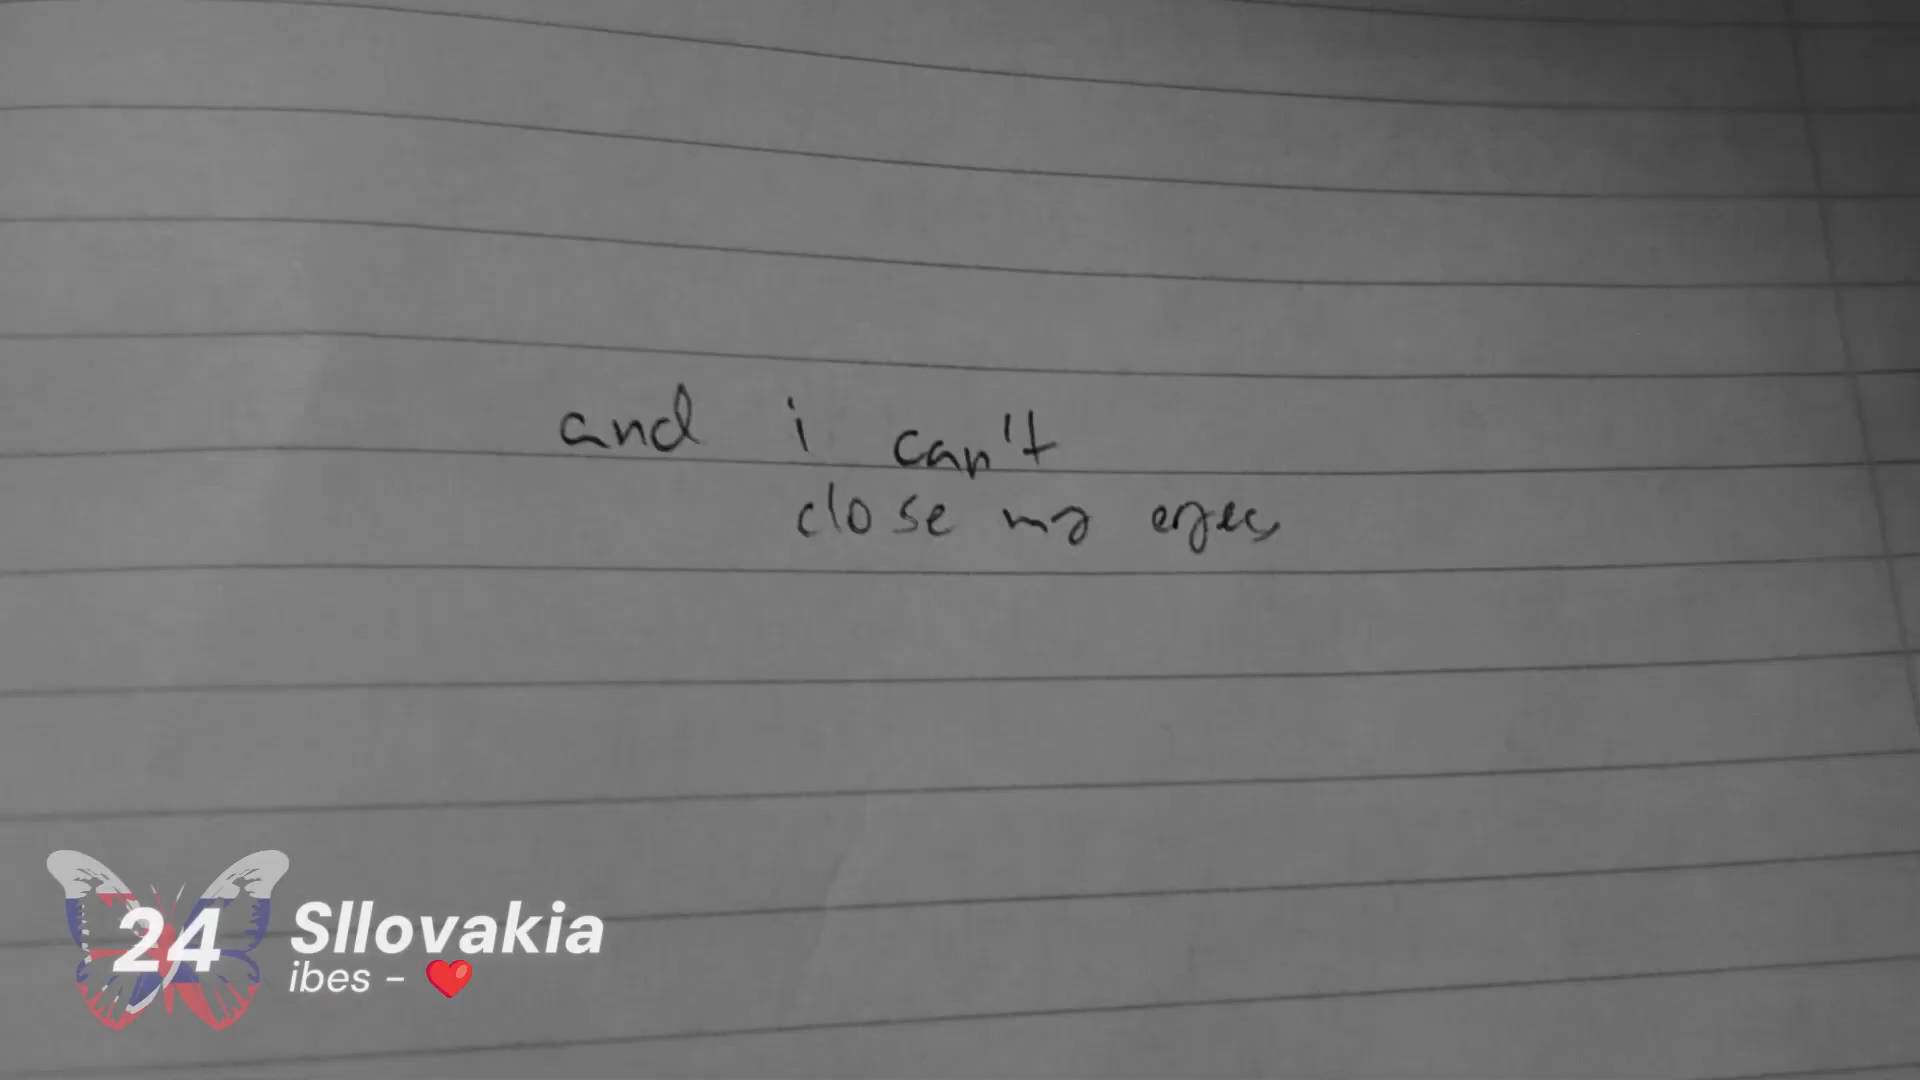 and i can't
close my eyes
24
Sllovakia
ibes - ❤️